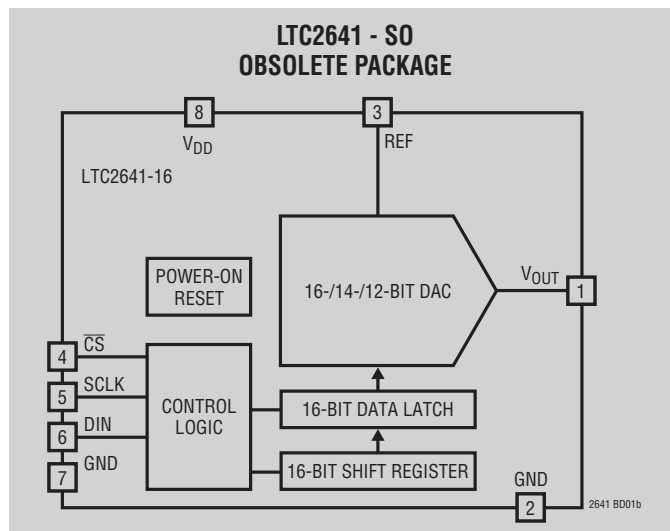 LTC2641 - SO
OBSOLETE PACKAGE
8
3
VDD
REF
LTC2641-16
POWER-ON
RESET
16-/14-/12-BIT DAC
VOUT
1
4
CS
5
SCLK
6
DIN
7
GND
CONTROL
LOGIC
16-BIT DATA LATCH
16-BIT SHIFT REGISTER
GND
2
2641 BD01b